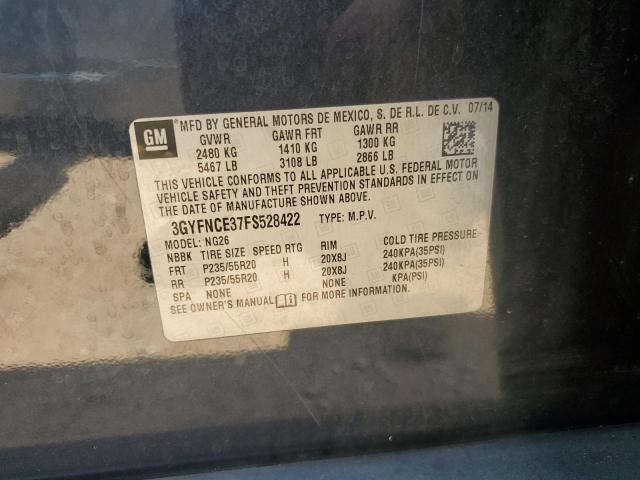 GM
MFD BY GENERAL MOTORS DE MEXICO, S. DE R.L. DE C.V. 07/14
GVWR GAWR FRT GAWR RR
2480 KG 1410 KG 1300 KG
5467 LB 3108 LB 2866 LB
THIS VEHICLE CONFORMS TO ALL APPLICABLE U.S. FEDERAL MOTOR
VEHICLE SAFETY AND THEFT PREVENTION STANDARDS IN EFFECT ON
THE DATE OF MANUFACTURE SHOWN ABOVE.
3GYFNCE37FS528422 TYPE: M.P.V.
MODEL: NG26
NBBK TIRE SIZE SPEED RTG RIM COLD TIRE PRESSURE
FRT P235/55R20 H 20X8J 240KPA(35PSI)
RR P235/55R20 H 20X8J 240KPA(35PSI)
SPA NONE NONE KPA(PSI)
SEE OWNER'S MANUAL FOR MORE INFORMATION.